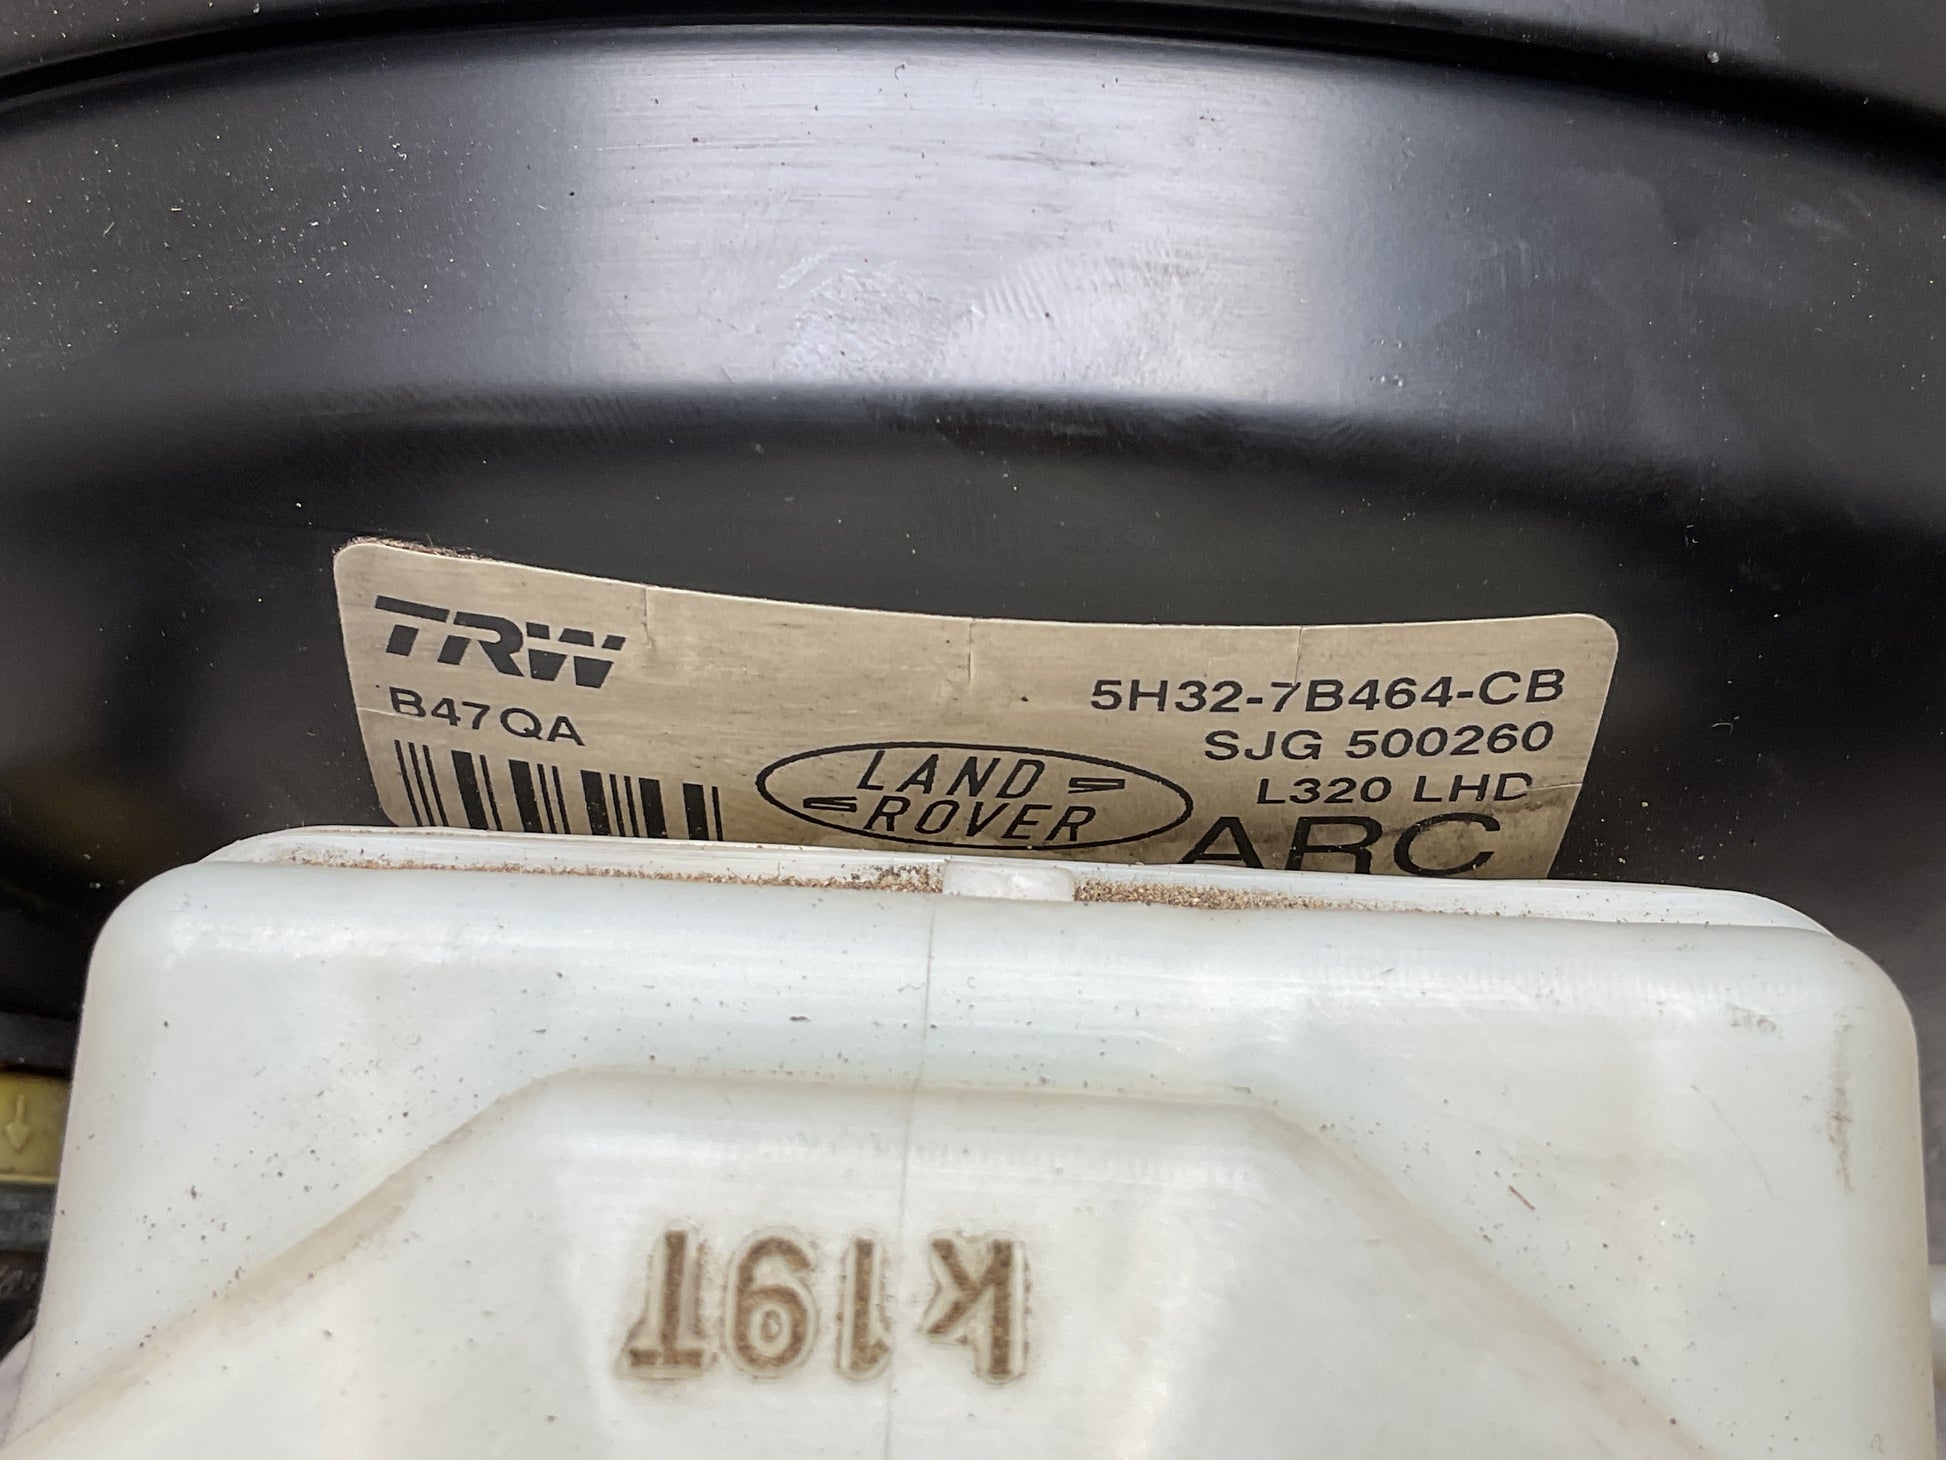 TRW
B47QA
5H32-7B464-CB
SJG 500260
L320 LHD
LAND
ROVER
ARC
K19T